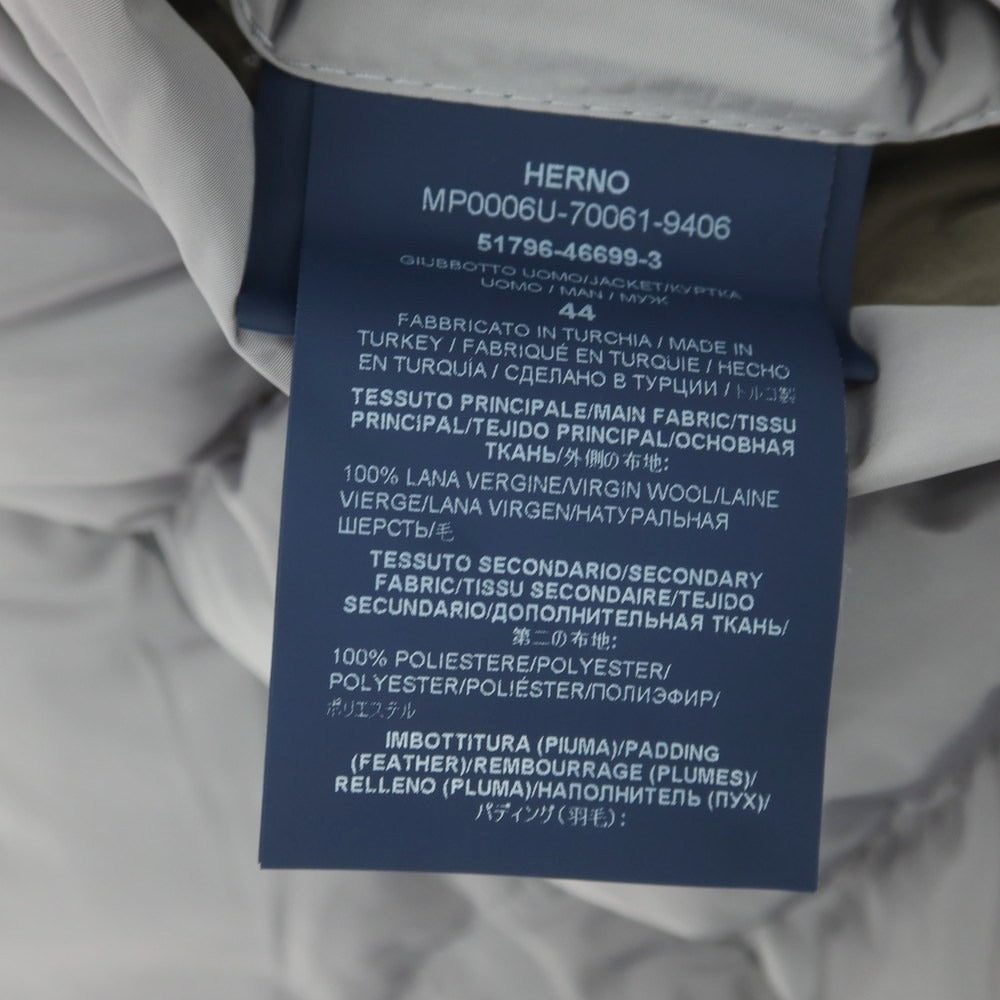 HERNO
MP0006U-70061-9406
51796-46699-3
GIUBBOTTO UOMO/JACKET/КУРТКА
UOMO / MAN / МУЖ
44
FABBRICATO IN TURCHIA / MADE IN
TURKEY / FABRIQUÉ EN TURQUIE / HECHO
EN TURQUÍA / СДЕЛАНО В ТУРЦИИ / トルコ製
TESSUTO PRINCIPALE/MAIN FABRIC/TISSU
PRINCIPAL/TEJIDO PRINCIPAL/ОСНОВНАЯ
ТКАНЬ/外側の布地:
100% LANA VERGINE/VIRGIN WOOL/LAINE
VIERGE/LANA VIRGEN/НАТУРАЛЬНАЯ
ШЕРСТЬ/毛
TESSUTO SECONDARIO/SECONDARY
FABRIC/TISSU SECONDAIRE/TEJIDO
SECUNDARIO/ДОПОЛНИТЕЛЬНАЯ ТКАНЬ/
第二の布地:
100% POLIESTERE/POLYESTER/
POLYESTER/POLIÉSTER/ПОЛИЭФИР/
ポリエステル
IMBOTTITURA (PIUMA)/PADDING
(FEATHER)/REMBOURRAGE (PLUMES)/
RELLENO (PLUMA)/НАПОЛНИТЕЛЬ (ПУХ)/
パディング(羽毛):